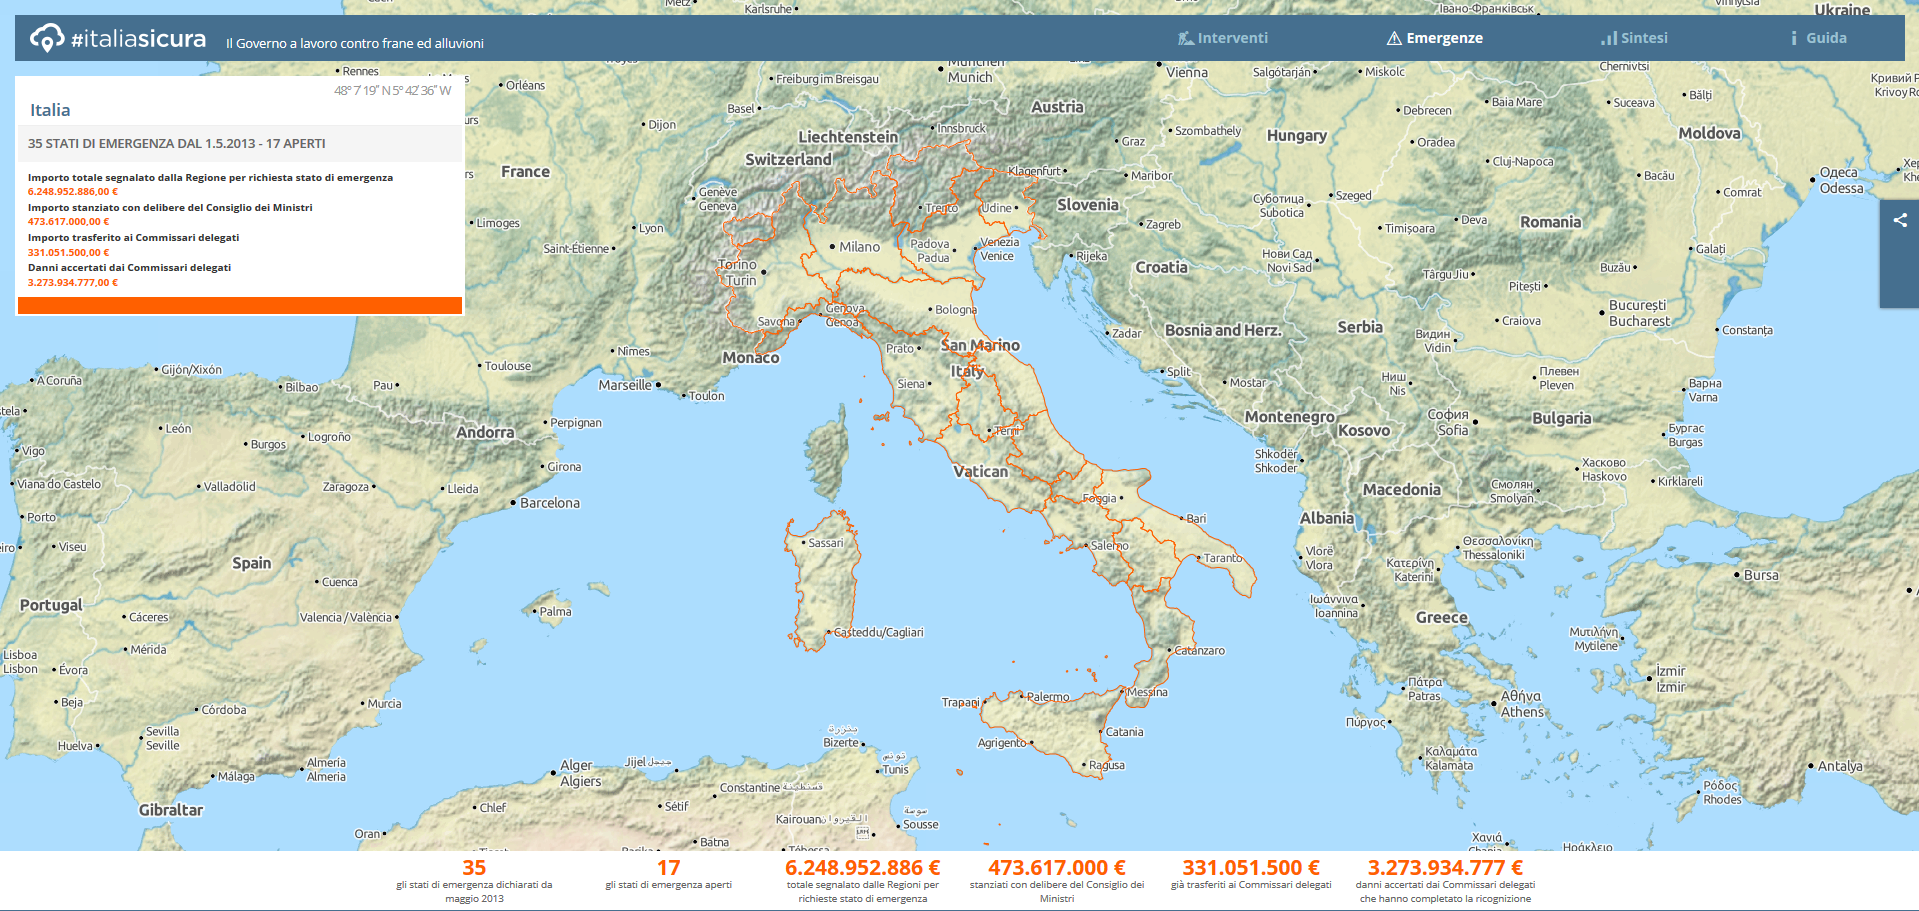 #italiasicura
Il Governo a lavoro contro frane ed alluvioni
Interventi
Emergenze
Sintesi
Guida
48° 7' 19" N 5° 42' 36" W
Italia
35 STATI DI EMERGENZA DAL 1.5.2013 - 17 APERTI
Importo totale segnalato dalla Regione per richiesta stato di emergenza
6.248.952.886,00 €
Importo stanziato con delibere del Consiglio dei Ministri
473.617.000,00 €
Importo trasferito ai Commissari delegati
331.051.500,00 €
Danni accertati dai Commissari delegati
3.273.934.777,00 €
Karlsruhe
Івано-Франківськ
Ukraine
Rennes
Orléans
Freiburg im Breisgau
Munich
Vienna
Salgótarján
Miskolc
Chernivtsi
Кривий Р
Krivoy Ro
Basel
Austria
Debrecen
Baia Mare
Suceava
Bălți
Dijon
Liechtenstein
Innsbruck
Graz
Szombathely
Hungary
Oradea
Moldova
France
Switzerland
Klagenfurt
Maribor
Cluj-Napoca
Bacău
Одеса
Odessa
Genève
Geneva
Trento
Udine
Slovenia
Суботица
Subotica
Szeged
Comrat
Limoges
Lyon
Zagreb
Timișoara
Deva
Romania
Saint-Étienne
Milano
Padova
Padua
Venezia
Venice
Rijeka
Croatia
Нови Сад
Novi Sad
Târgu Jiu
Buzău
Galați
Torino
Turin
Pitești
Savona
Genova
Genoa
Bologna
București
Bucharest
Zadar
Bosnia and Herz.
Serbia
Видин
Vidin
Craiova
Constanța
Monaco
Prato
San Marino
Nîmes
Toulouse
Gijón/Xixón
A Coruña
Bilbao
Pau
Marseille
Toulon
Siena
Italy
Split
Mostar
Ниш
Nis
Плевен
Pleven
Варна
Varna
Andorra
Perpignan
León
Burgos
Logroño
Terni
Montenegro
Kosovo
София
Sofia
Bulgaria
Бургас
Burgas
Vigo
Girona
Vatican
Shkodër
Shkoder
Хасково
Haskovo
Viana do Castelo
Valladolid
Zaragoza
Lleida
Barcelona
Foggia
Macedonia
Смолян
Smolyan
Kırklareli
Porto
Bari
Albania
Viseu
Spain
Sassari
Salerno
Taranto
Vlorë
Vlora
Κατερίνη
Katerini
Θεσσαλονίκη
Thessaloniki
Bursa
Cuenca
Portugal
Cáceres
Valencia / València
Palma
Ιωάννινα
Ioannina
Greece
Casteddu/Cagliari
Catanzaro
Μυτιλήνη
Mytilene
Lisboa
Lisbon
Évora
Mérida
İzmir
İzmir
Beja
Córdoba
Murcia
Trapani
Palermo
Messina
Πάτρα
Patras
Αθήνα
Athens
Πύργος
Huelva
Sevilla
Seville
Bizerte
Agrigento
Catania
Ragusa
Καλαμάτα
Kalamata
Málaga
Almería
Almeria
Alger
Algiers
Jijel
Tunis
Antalya
Gibraltar
Chlef
Sétif
Constantine
Ρόδος
Rhodes
Oran
Batna
Kairouan
Sousse
Χανιά
Ηράκλειο
35
gli stati di emergenza dichiarati da
maggio 2013
17
gli stati di emergenza aperti
6.248.952.886 €
totale segnalato dalle Regioni per
richieste stato di emergenza
473.617.000 €
stanziati con delibere del Consiglio dei
Ministri
331.051.500 €
già trasferiti ai Commissari delegati
3.273.934.777 €
danni accertati dai Commissari delegati
che hanno completato la ricognizione